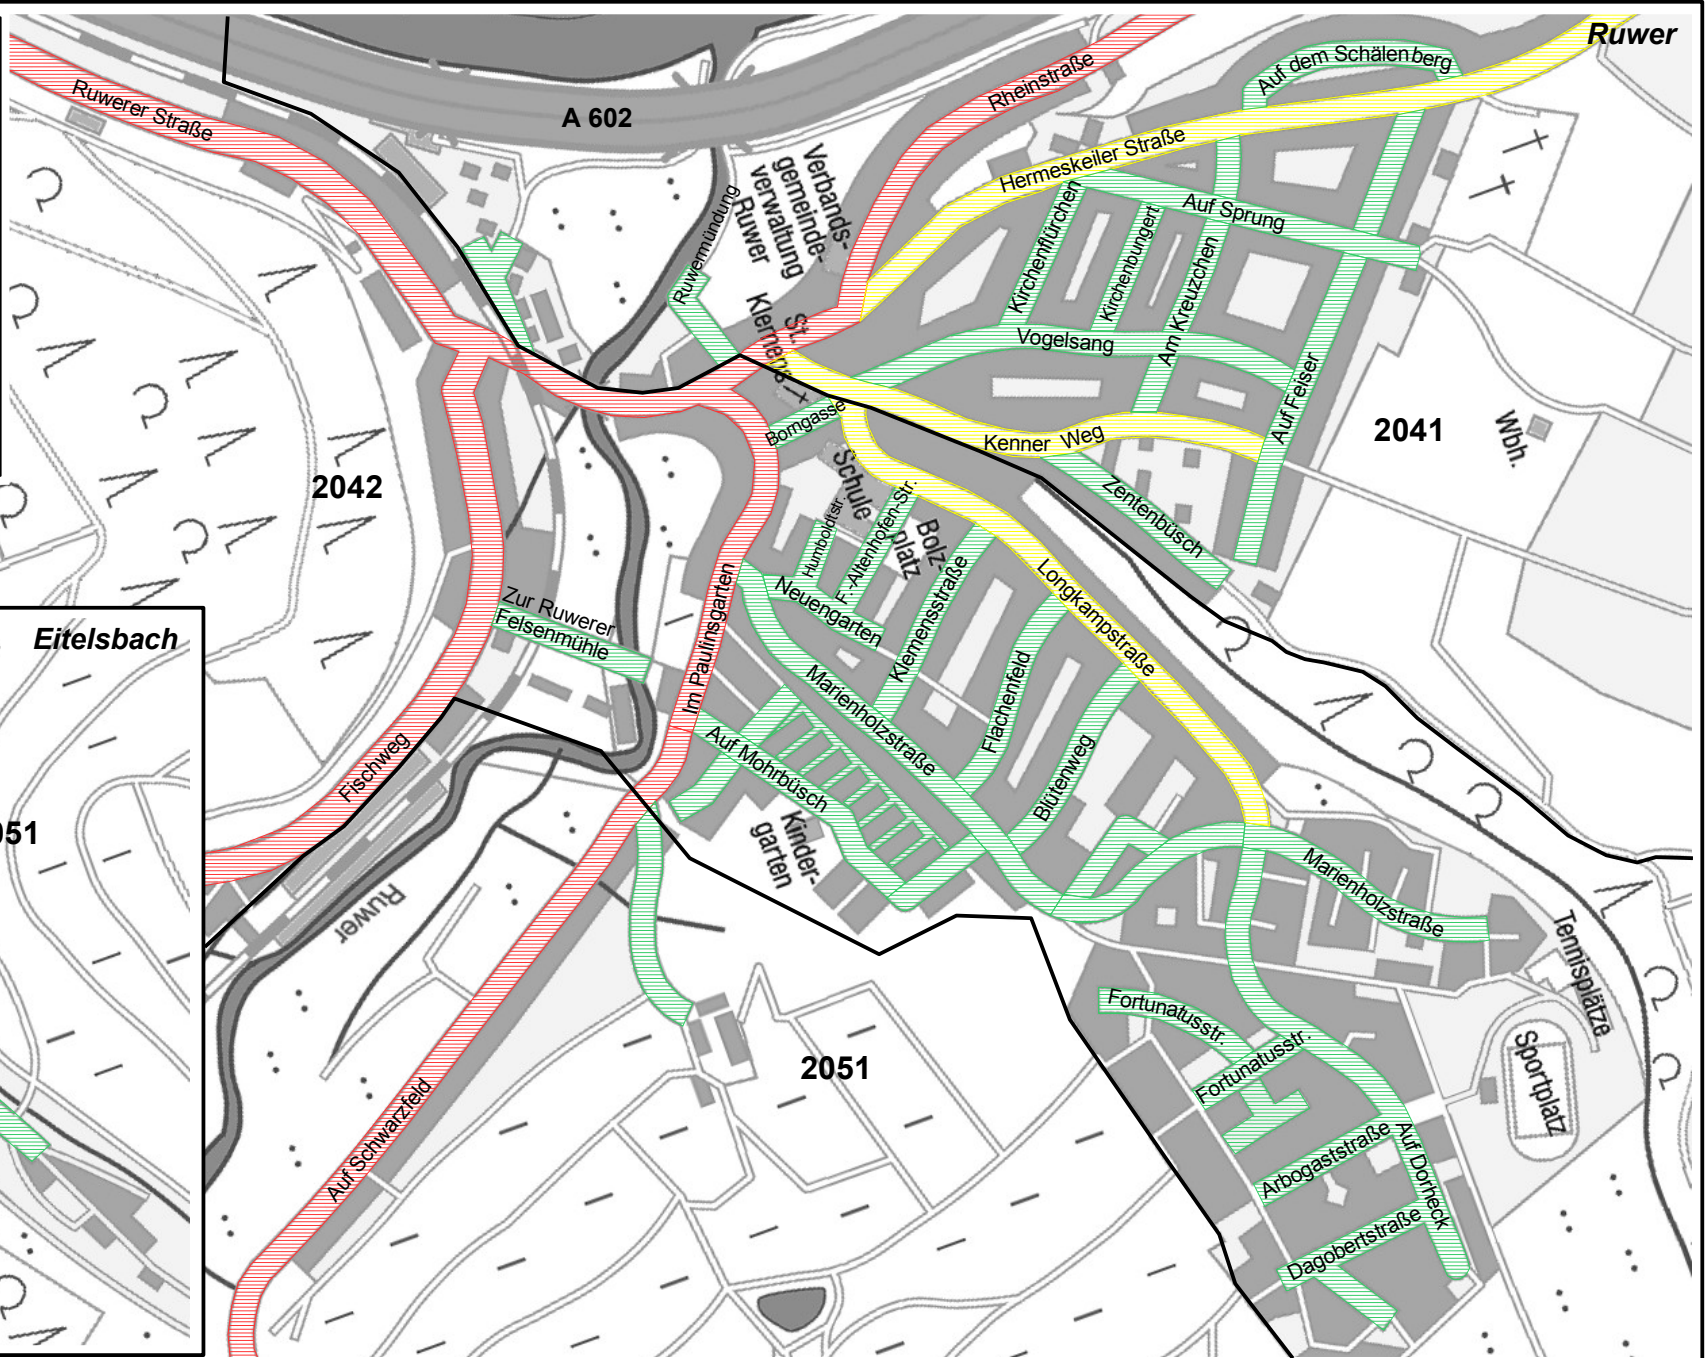 Ruwer
Auf dem Schälenberg
Rheinstraße
Ruwerer Straße
A 602
Hermeskeiler Straße
Verbands-
gemeinde-
verwaltung
Ruwer
Ruwermündung
Auf Sprung
Kirchenflürchen
Kirchenbungert
Am Kreuzchen
St.
Klemens
Vogelsang
Auf Feiser
2041
Wbh.
Borngasse
Kenner Weg
Schule
2042
Zentenbüsch
Humboldtstr.
F.-Altenhofen-Str.
Bolz-
platz
Zur Ruwerer
Felsenmühle
Im Paulinsgarten
Neuengarten
Klemensstraße
Longkampstraße
Eitelsbach
Marienholzstraße
Flachenfeld
Auf Mohrbüsch
Blütenweg
Fischweg
051
Kinder-
garten
Marienholzstraße
Ruwer
Tennisplätze
Fortunatusstr.
Fortunatusstr.
2051
Sportplatz
Auf Schwarzfeld
Arbogaststraße
Auf Dorheck
Dagobertstraße